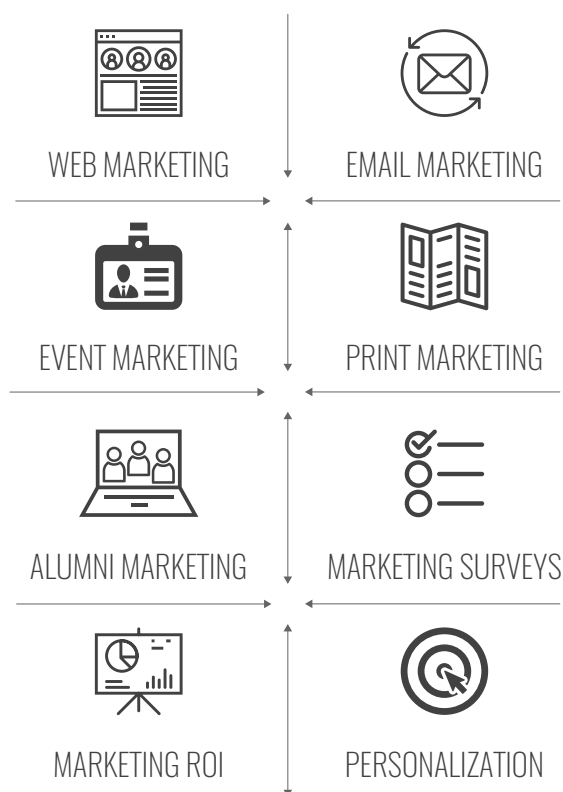 WEB MARKETING
EMAIL MARKETING
EVENT MARKETING
PRINT MARKETING
ALUMNI MARKETING
MARKETING SURVEYS
MARKETING ROI
PERSONALIZATION